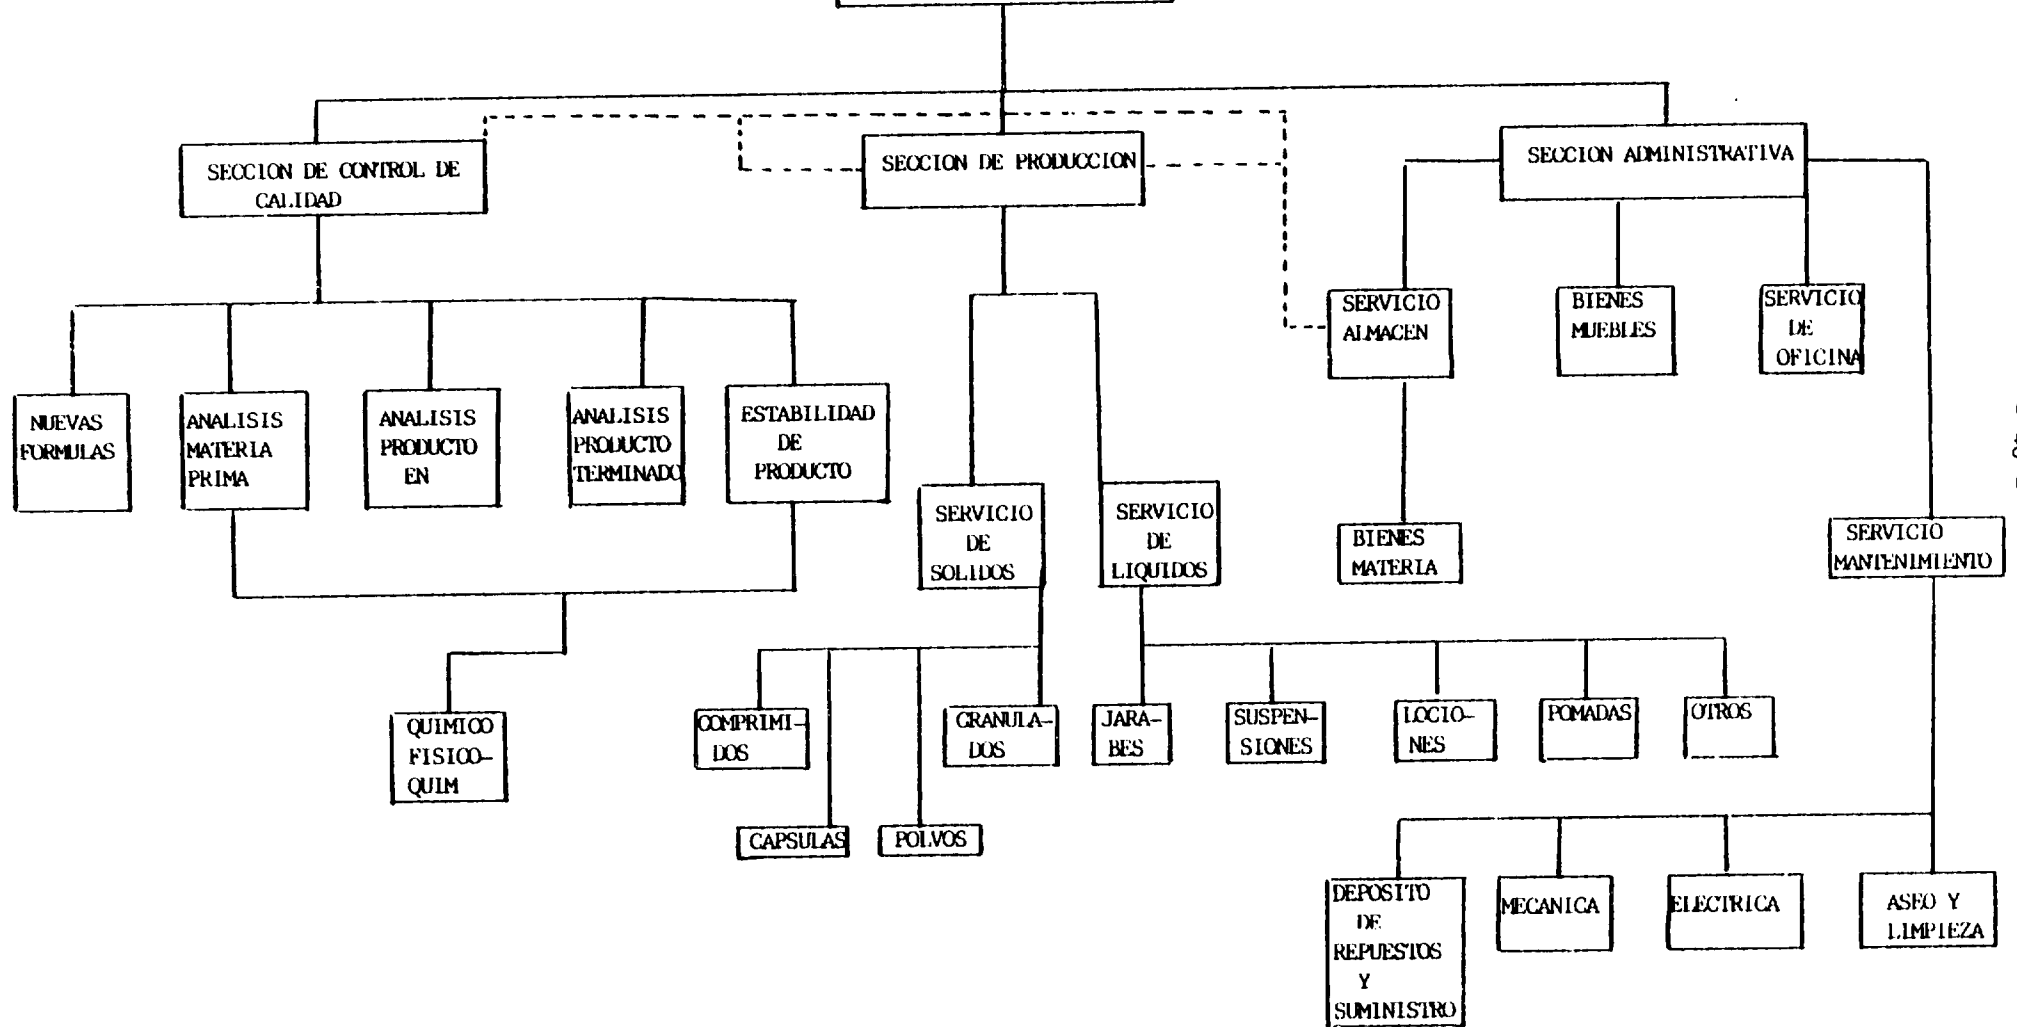 SECCION DE CONTROL DE
CALIDAD
SECCION DE PRODUCCION
SECCION ADMINISTRATIVA
SERVICIO
ALMACEN
BIENES
MUEBLES
SERVICIO
DE
OFICINA
NUEVAS
FORMULAS
ANALISIS
MATERIA
PRIMA
ANALISIS
PRODUCTO
EN
ANALISIS
PRODUCTO
TERMINADO
ESTABILIDAD
DE
PRODUCTO
SERVICIO
DE
SOLIDOS
SERVICIO
DE
LIQUIDOS
BIENES
MATERIA
SERVICIO
MANTENIMIENTO
QUIMICO
FISICO-
QUIM
COMPRIMI-
DOS
GRANULA-
DOS
JARA-
BES
SUSPEN-
SIONES
LOCIO-
NES
POMADAS
OTROS
CAPSULAS
POLVOS
DEPOSITO
DE
REPUESTOS
Y
SUMINISTRO
MECANICA
ELECTRICA
ASEO Y
LIMPIEZA